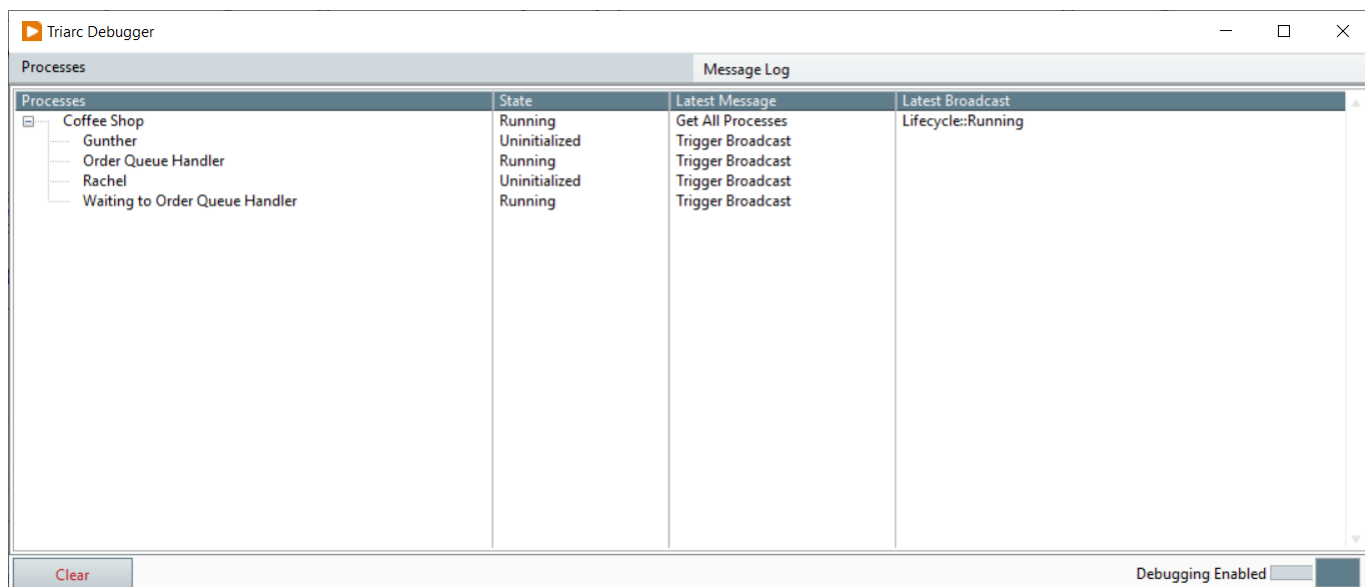 Triarc Debugger
Processes Message Log
Processes State Latest Message Latest Broadcast
Coffee Shop Running Get All Processes Lifecycle::Running
Gunther Uninitialized Trigger Broadcast
Order Queue Handler Running Trigger Broadcast
Rachel Uninitialized Trigger Broadcast
Waiting to Order Queue Handler Running Trigger Broadcast
Clear Debugging Enabled